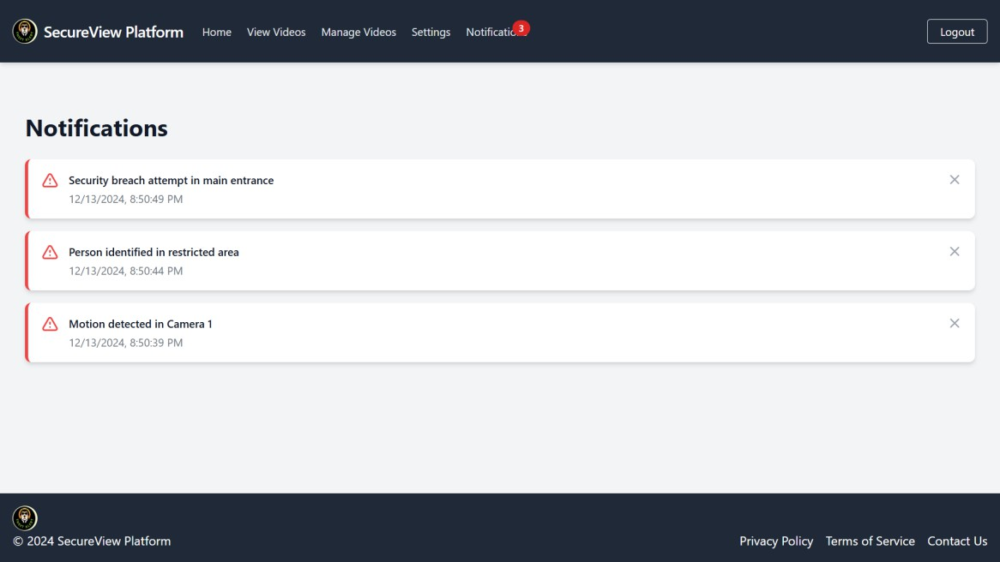 SecureView Platform
Home
View Videos
Manage Videos
Settings
3
Logout
Notifications
Security breach attempt in main entrance
12/13/2024, 8:50:49 PM
Person identified in restricted area
12/13/2024, 8:50:44 PM
Motion detected in Camera 1
12/13/2024, 8:50:39 PM
© 2024 SecureView Platform
Privacy Policy
Terms of Service
Contact Us